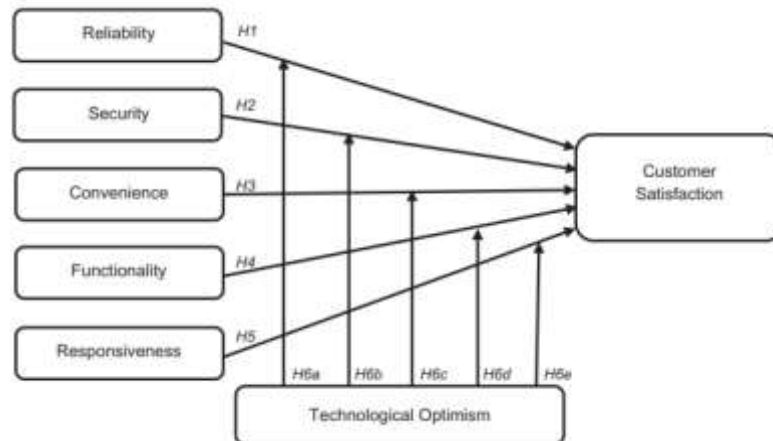 Reliability
H1
Security
H2
Customer
Satisfaction
Convenience
H3
Functionality
H4
Responsiveness
H5
H6a
H6b
H6c
H6d
H6e
Technological Optimism